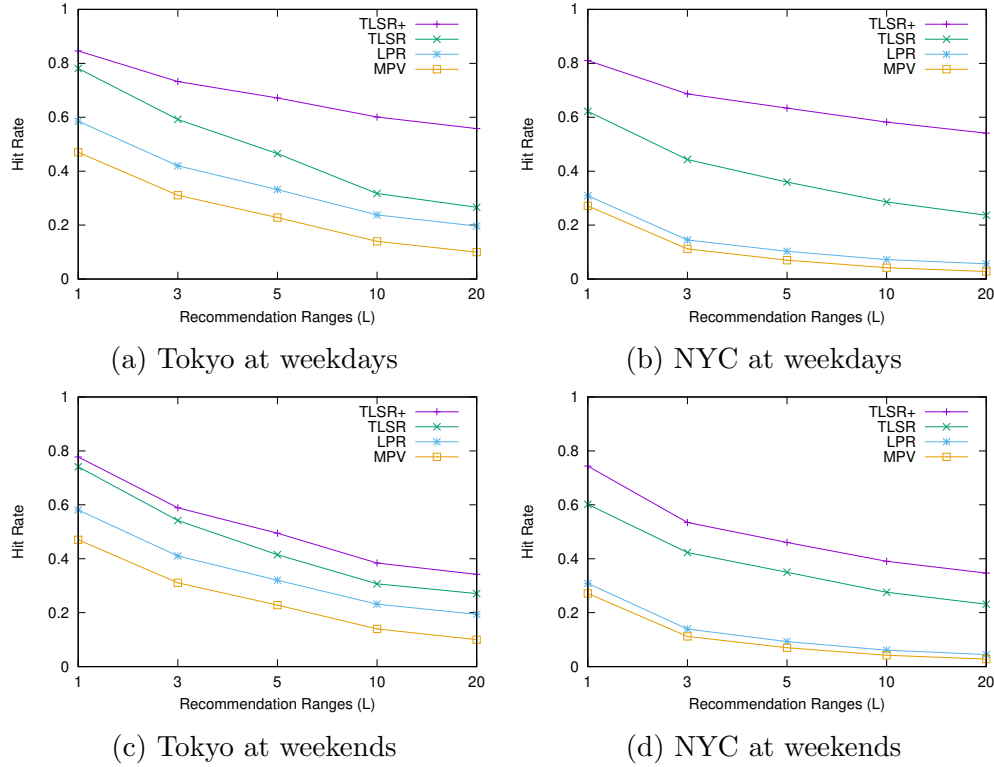 1
0.8
0.6
0.4
0.2
0
Hit Rate
TLSR+
TLSR
LPR
MPV
1 3 5 10 20
Recommendation Ranges (L)
(a) Tokyo at weekdays
1
0.8
0.6
0.4
0.2
0
Hit Rate
TLSR+
TLSR
LPR
MPV
1 3 5 10 20
Recommendation Ranges (L)
(b) NYC at weekdays
1
0.8
0.6
0.4
0.2
0
Hit Rate
TLSR+
TLSR
LPR
MPV
1 3 5 10 20
Recommendation Ranges (L)
(c) Tokyo at weekends
1
0.8
0.6
0.4
0.2
0
Hit Rate
TLSR+
TLSR
LPR
MPV
1 3 5 10 20
Recommendation Ranges (L)
(d) NYC at weekends